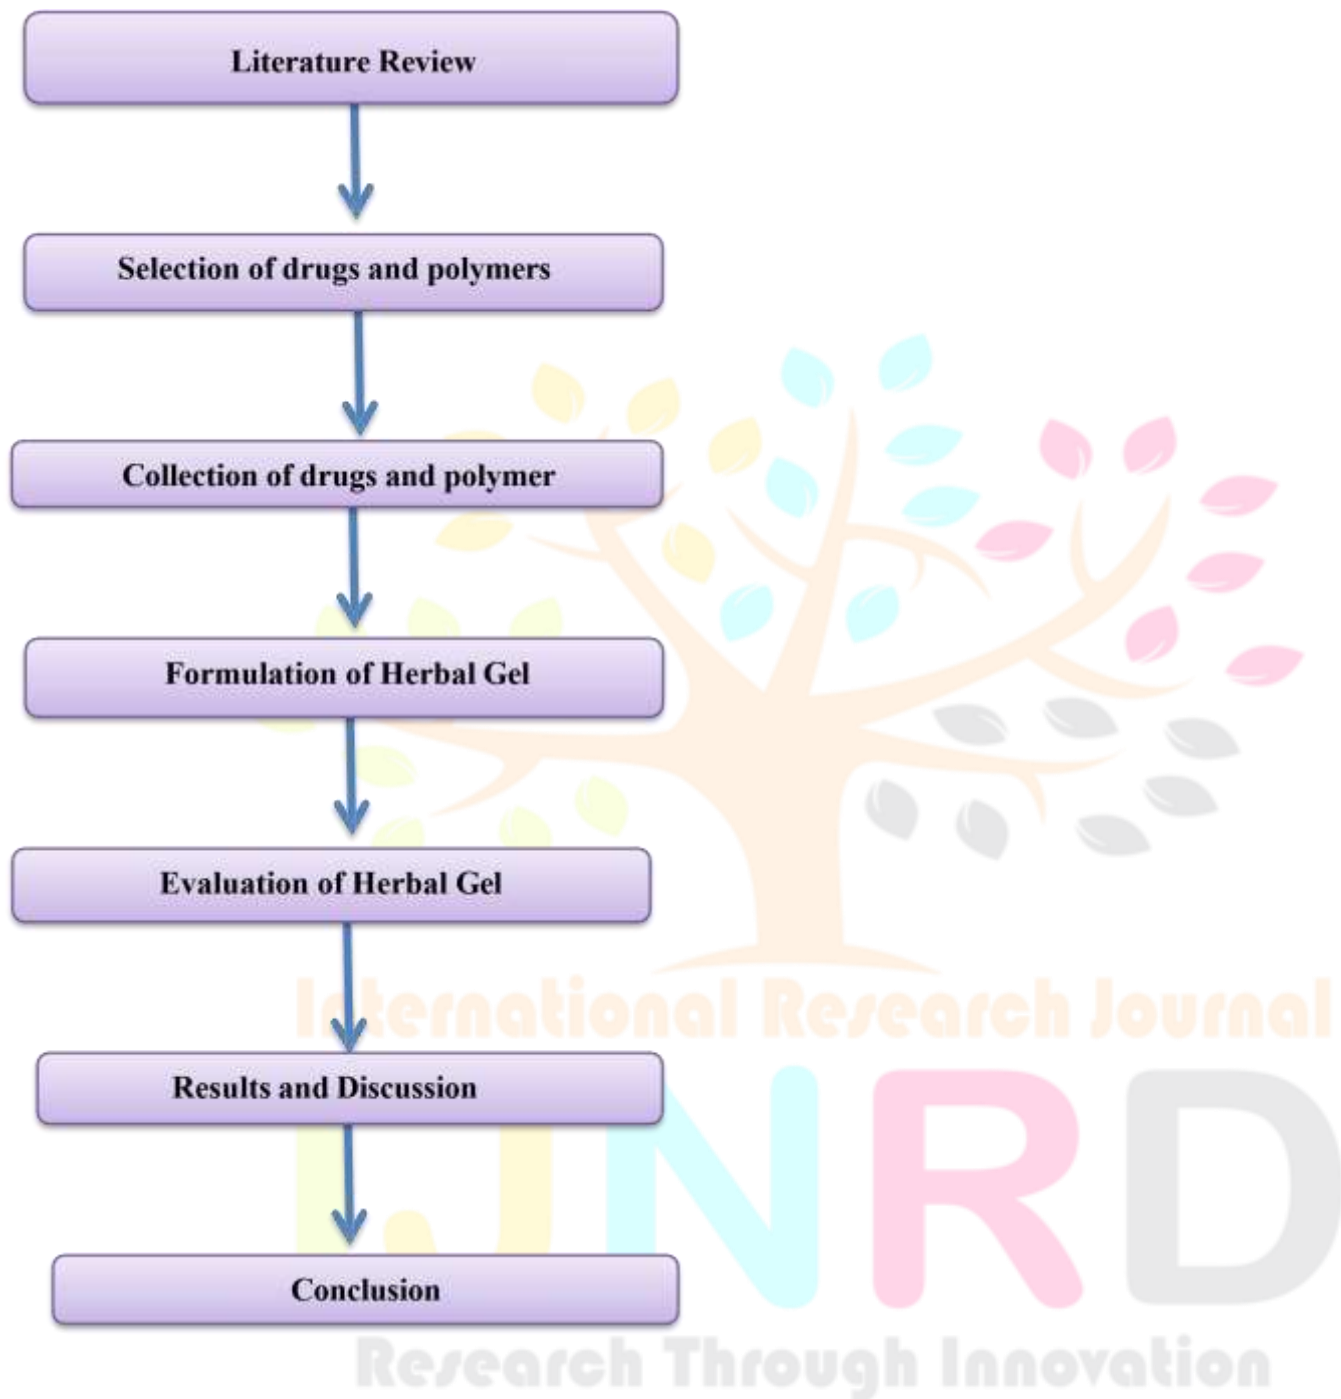 Literature Review
Selection of drugs and polymers
Collection of drugs and polymer
Formulation of Herbal Gel
Evaluation of Herbal Gel
International Research Journal
Results and Discussion
IJNRD
Conclusion
Research Through Innovation